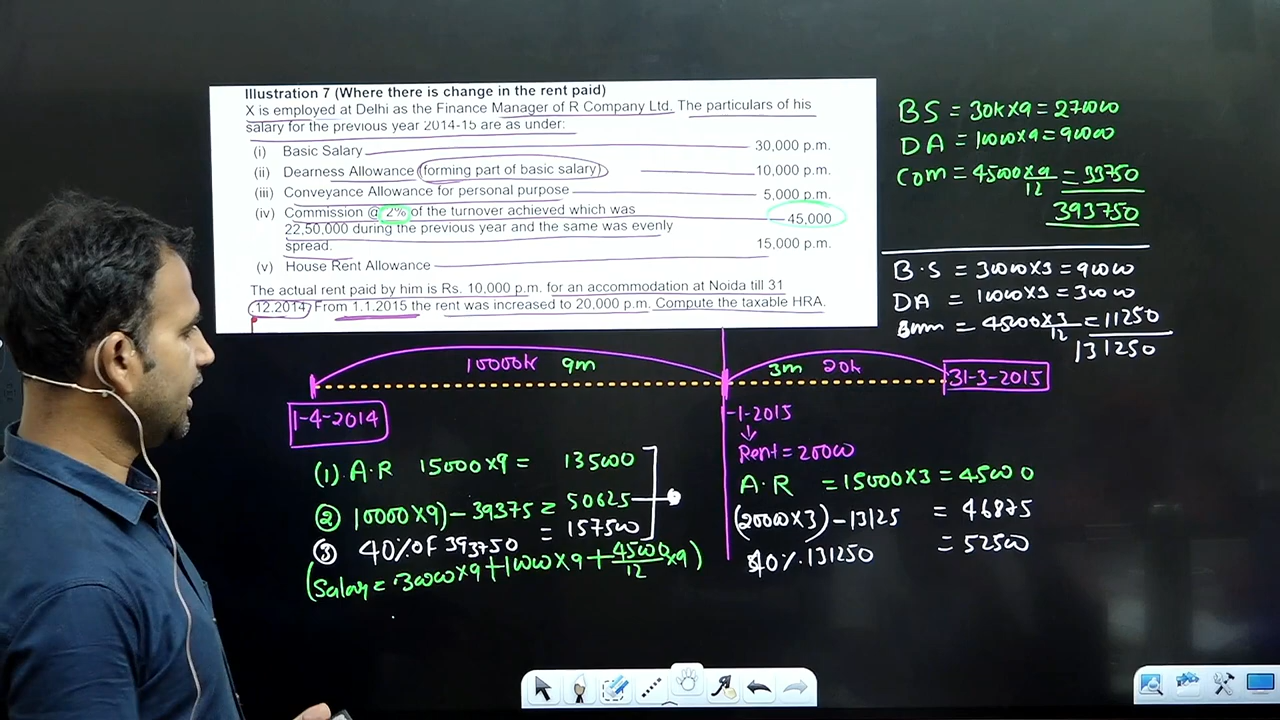 Illustration 7 (Where there is change in the rent paid)
X is employed at Delhi as the Finance Manager of R Company Ltd. The particulars of his
salary for the previous year 2014-15 are as under:
(i) Basic Salary 30,000 p.m.
(ii) Dearness Allowance (forming part of basic salary) 10,000 p.m.
(iii) Conveyance Allowance for personal purpose 5,000 p.m.
(iv) Commission @ 2% of the turnover achieved which was 45,000
22,50,000 during the previous year and the same was evenly
spread.
15,000 p.m.
(v) House Rent Allowance
The actual rent paid by him is Rs. 10,000 p.m. for an accommodation at Noida till 31
.12.2014) From 1.1.2015 the rent was increased to 20,000 p.m. Compute the taxable HRA.
BS = 30k×9 = 270000
DA = 10000×9 = 90000
Com = 45000×9/12 = 33750
393750
B.S = 30000×3 = 90000
DA = 10000×3 = 30000
= 45000×3/12 = 11250
131250
10000k 9m
3m 20k
1-4-2014
31-3-2015
1-1-2015
↓
Rent = 20000
(1) A.R 15000×9 = 135000
② 10000×9) - 39375 = 50625
③ 40% of 393750 = 157500
(Salary = 30000×9 + 10000×9 + 45000/12 ×9)
A.R = 15000×3 = 45000
(20000×3) - 13125 = 46875
40%.131250 = 52500